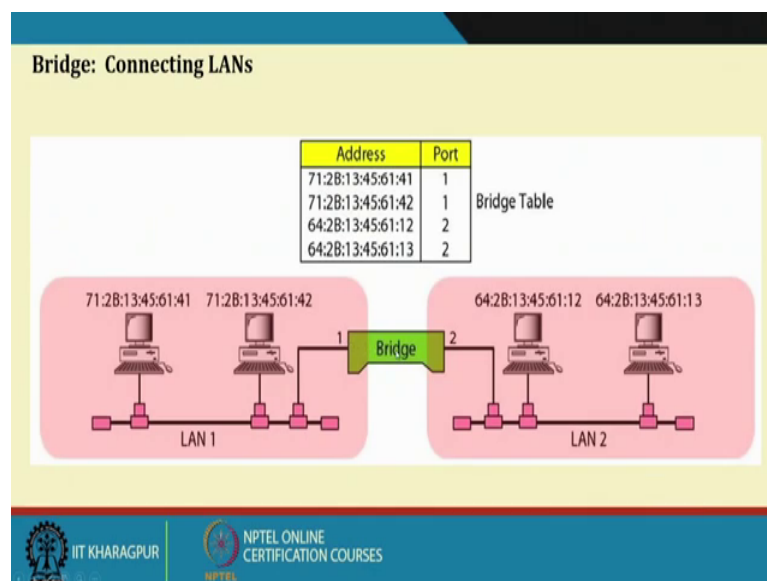 Bridge: Connecting LANs
Address Port
71:2B:13:45:61:41 1
71:2B:13:45:61:42 1
64:2B:13:45:61:12 2
64:2B:13:45:61:13 2
Bridge Table
71:2B:13:45:61:41 71:2B:13:45:61:42
64:2B:13:45:61:12 64:2B:13:45:61:13
1 Bridge 2
LAN 1
LAN 2
IIT KHARAGPUR
NPTEL ONLINE
CERTIFICATION COURSES
NPTEL